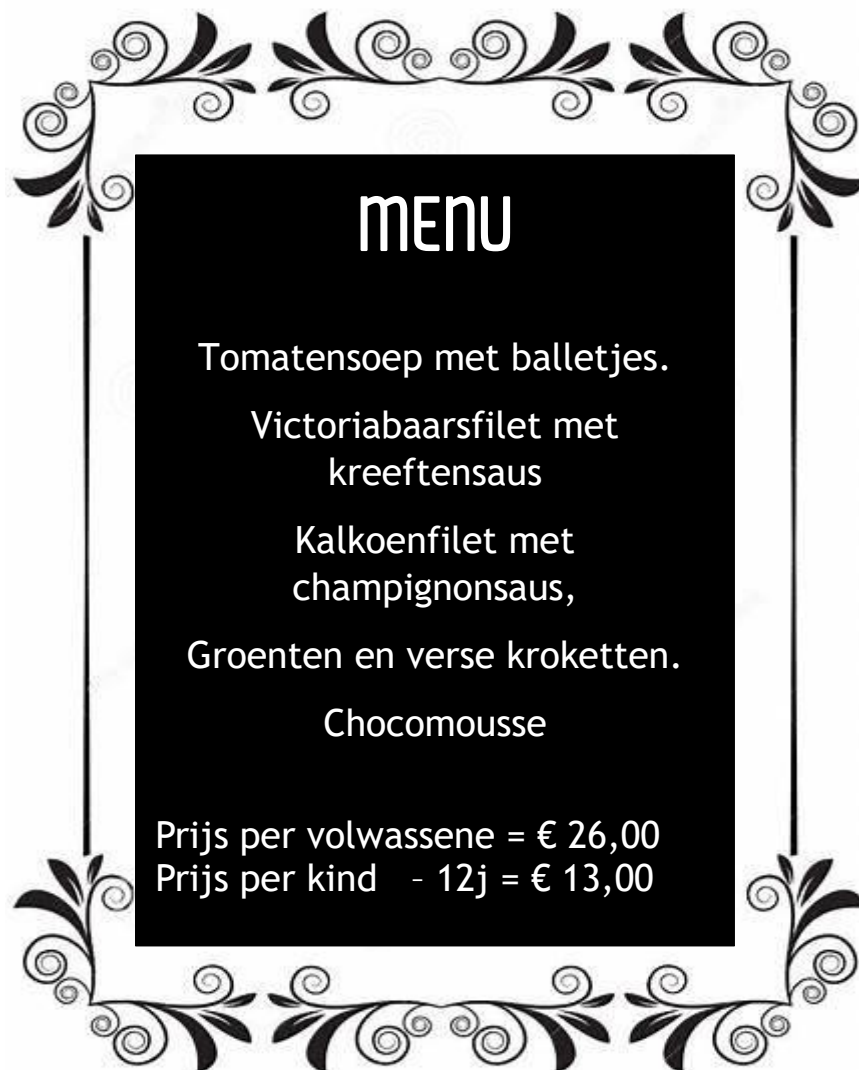 MENU
Tomatensoep met balletjes.
Victoriabaarsfilet met
kreeftensaus
Kalkoenfilet met
champignonsaus,
Groenten en verse kroketten.
Chocomousse
Prijs per volwassene = € 26,00
Prijs per kind – 12j = € 13,00